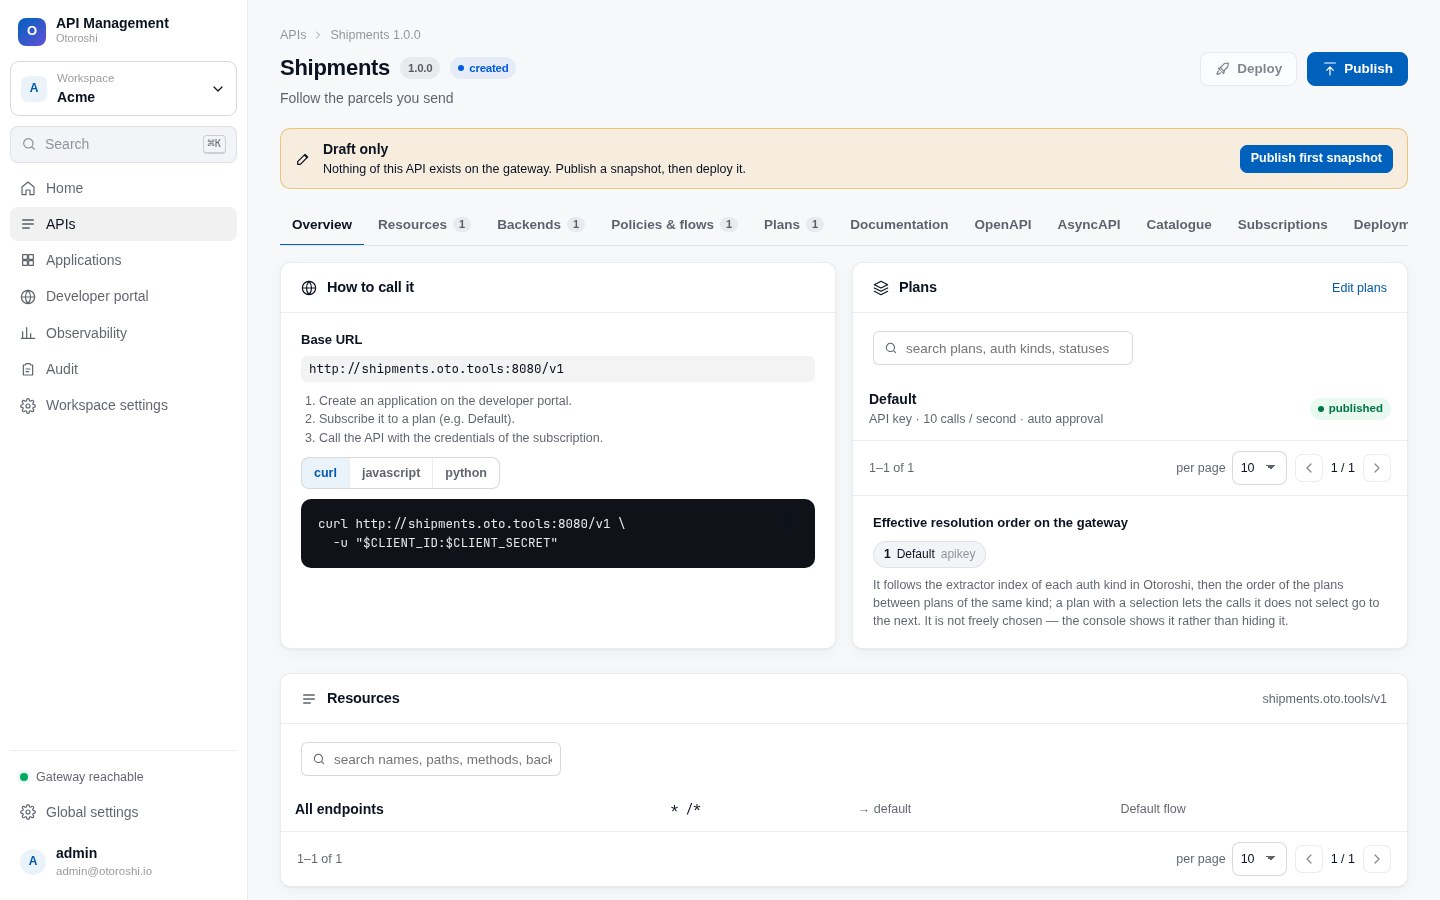 O
API Management
Otoroshi
A
Workspace
Acme
Search
⌘K
Home
APIs
Applications
Developer portal
Observability
Audit
Workspace settings
Gateway reachable
Global settings
A
admin
admin@otoroshi.io
APIs > Shipments 1.0.0
Shipments 1.0.0 created
Follow the parcels you send
Deploy
Publish
Draft only
Nothing of this API exists on the gateway. Publish a snapshot, then deploy it.
Publish first snapshot
Overview Resources 1 Backends 1 Policies & flows 1 Plans 1 Documentation OpenAPI AsyncAPI Catalogue Subscriptions Deploym
How to call it
Base URL
http://shipments.oto.tools:8080/v1
1. Create an application on the developer portal.
2. Subscribe it to a plan (e.g. Default).
3. Call the API with the credentials of the subscription.
curl javascript python
curl http://shipments.oto.tools:8080/v1 \
-u "$CLIENT_ID:$CLIENT_SECRET"
Plans
Edit plans
search plans, auth kinds, statuses
Default
API key · 10 calls / second · auto approval
published
1–1 of 1
per page 10 1 / 1
Effective resolution order on the gateway
1 Default apikey
It follows the extractor index of each auth kind in Otoroshi, then the order of the plans
between plans of the same kind; a plan with a selection lets the calls it does not select go to
the next. It is not freely chosen — the console shows it rather than hiding it.
Resources
shipments.oto.tools/v1
search names, paths, methods, back
All endpoints * /* → default Default flow
1–1 of 1
per page 10 1 / 1